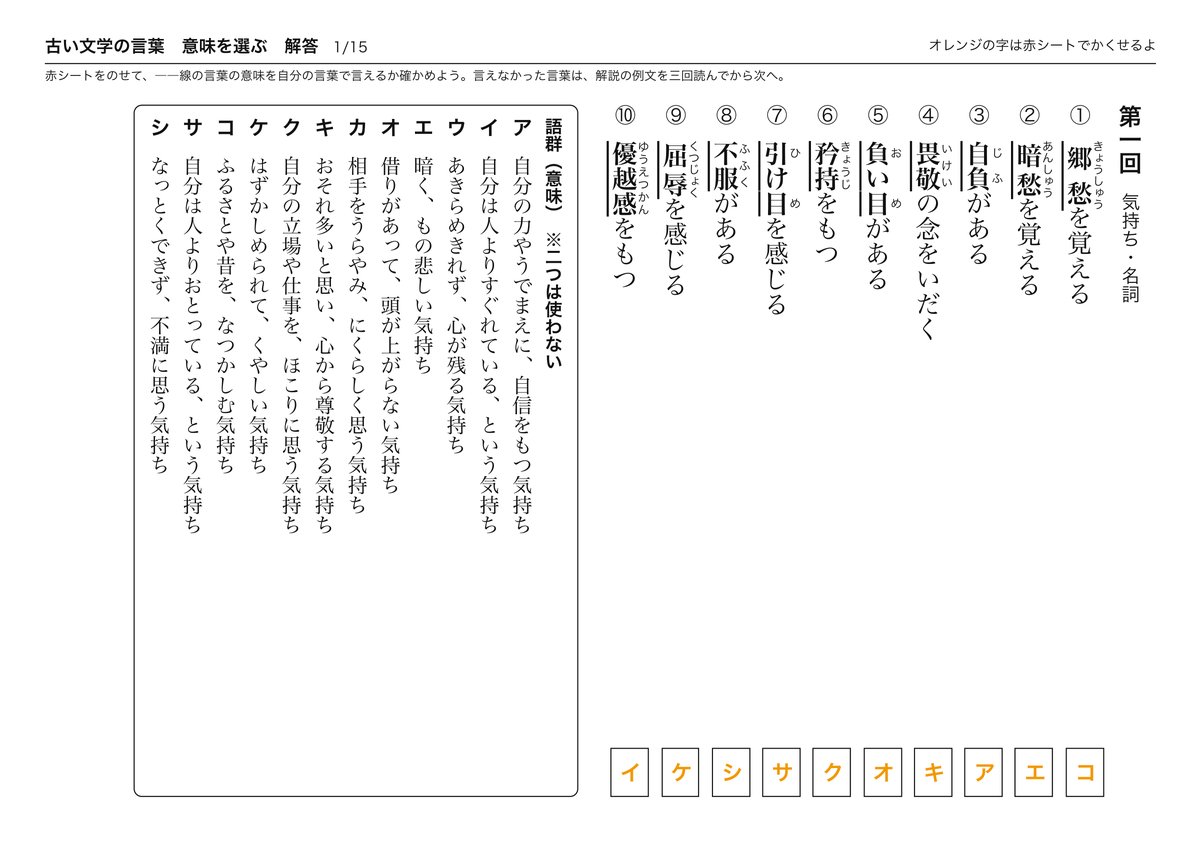 古い文学の言葉　意味を選ぶ　解答　1/15
オレンジの字は赤シートでかくせるよ
赤シートをのせて、――線の言葉の意味を自分の言葉で言えるか確かめよう。言えなかった言葉は、解説の例文を三回読んでから次へ。
第一回　気持ち・名詞
① 郷愁を覚える
きょうしゅう
コ
② 暗愁を覚える
あんしゅう
エ
③ 自負がある
じふ
ア
④ 畏敬の念をいだく
いけい
キ
⑤ 負い目がある
お　め
オ
⑥ 矜持をもつ
きょうじ
ク
⑦ 引け目を感じる
ひ　め
サ
⑧ 不服がある
ふふく
シ
⑨ 屈辱を感じる
くつじょく
ケ
⑩ 優越感をもつ
ゆうえつかん
イ
語群（意味）　※二つは使わない
ア　自分の力やうでまえに、自信をもつ気持ち
イ　自分は人よりすぐれている、という気持ち
ウ　あきらめきれず、心が残る気持ち
エ　暗く、もの悲しい気持ち
オ　借りがあって、頭が上がらない気持ち
カ　相手をうらやみ、にくらしく思う気持ち
キ　おそれ多いと思い、心から尊敬する気持ち
ク　自分の立場や仕事を、ほこりに思う気持ち
ケ　はずかしめられて、くやしい気持ち
コ　ふるさとや昔を、なつかしむ気持ち
サ　自分は人よりおとっている、という気持ち
シ　なっとくできず、不満に思う気持ち